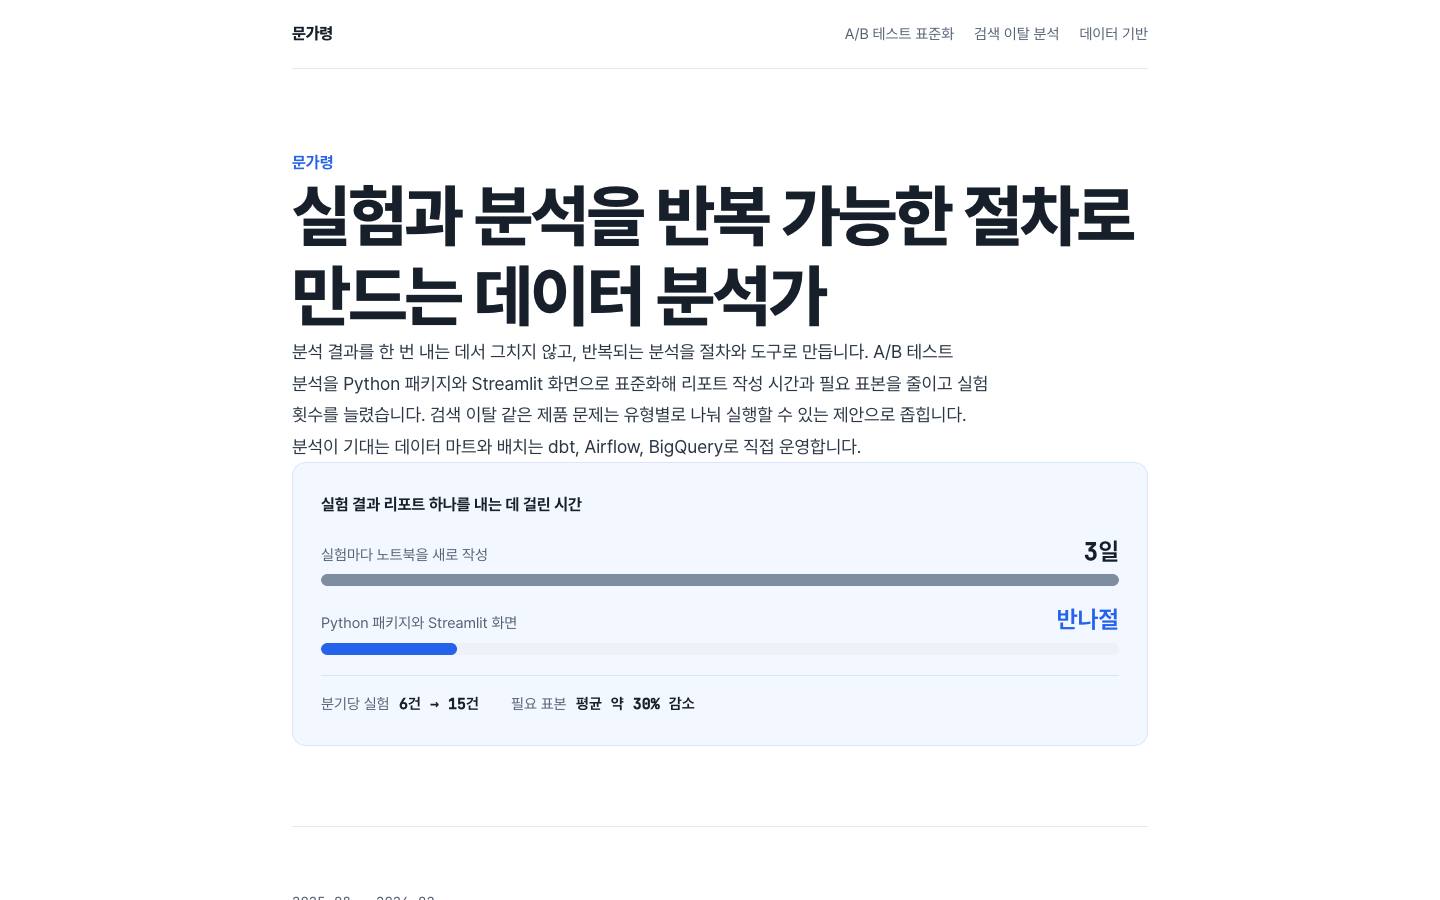 문가령
A/B 테스트 표준화 검색 이탈 분석 데이터 기반
문가령
실험과 분석을 반복 가능한 절차로
만드는 데이터 분석가
분석 결과를 한 번 내는 데서 그치지 않고, 반복되는 분석을 절차와 도구로 만듭니다. A/B 테스트
분석을 Python 패키지와 Streamlit 화면으로 표준화해 리포트 작성 시간과 필요 표본을 줄이고 실험
횟수를 늘렸습니다. 검색 이탈 같은 제품 문제는 유형별로 나눠 실행할 수 있는 제안으로 좁힙니다.
분석이 기대는 데이터 마트와 배치는 dbt, Airflow, BigQuery로 직접 운영합니다.
실험 결과 리포트 하나를 내는 데 걸린 시간
실험마다 노트북을 새로 작성 3일
Python 패키지와 Streamlit 화면 반나절
분기당 실험 6건 → 15건 필요 표본 평균 약 30% 감소